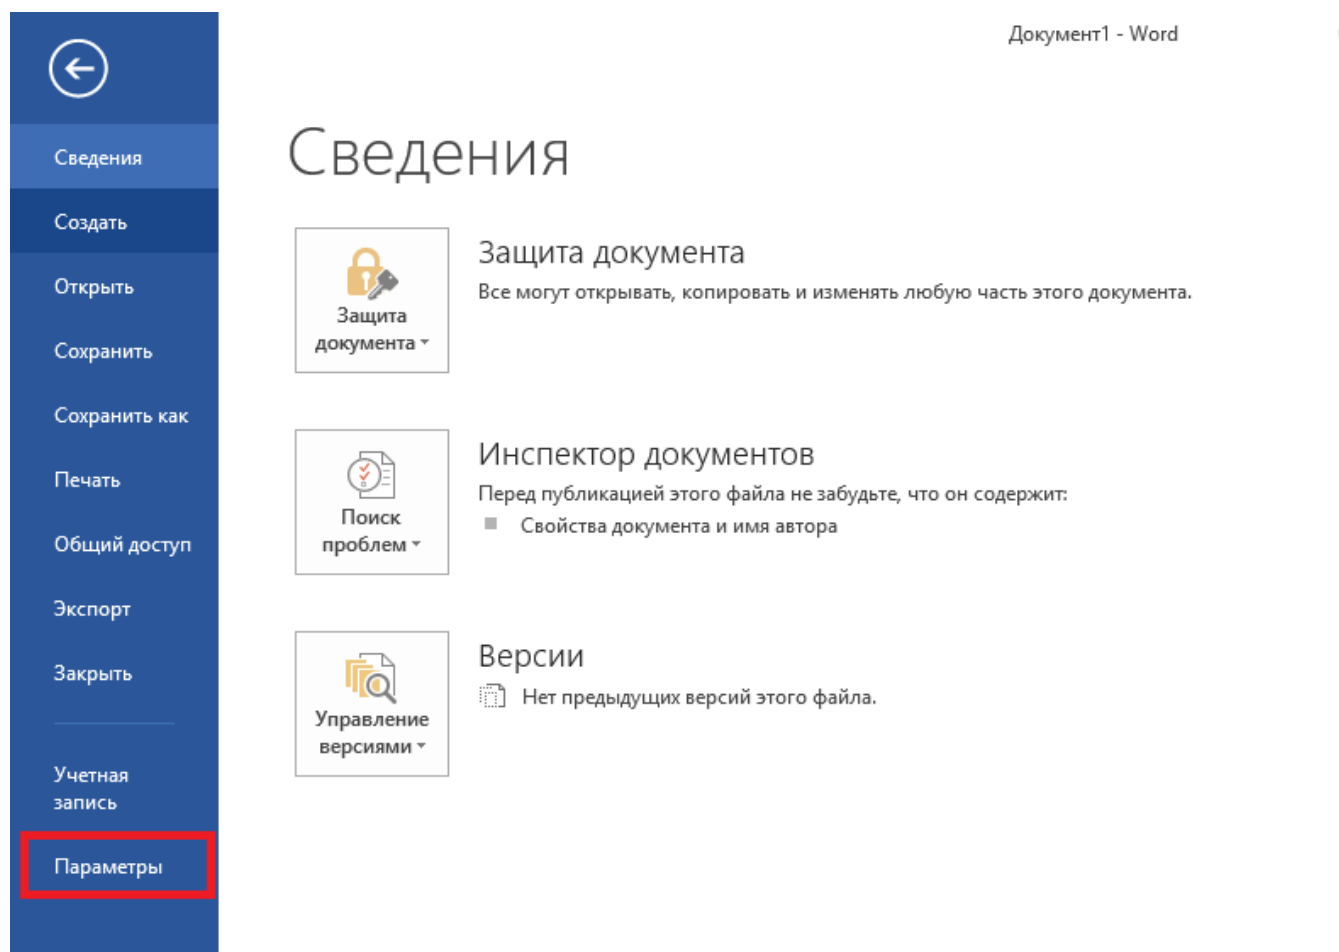 Документ1 - Word
Сведения
Создать
Открыть
Сохранить
Сохранить как
Печать
Общий доступ
Экспорт
Закрыть
Учетная
запись
Параметры
Сведения
Защита
документа
Защита документа
Все могут открывать, копировать и изменять любую часть этого документа.
Поиск
проблем
Инспектор документов
Перед публикацией этого файла не забудьте, что он содержит:
Свойства документа и имя автора
Управление
версиями
Версии
Нет предыдущих версий этого файла.